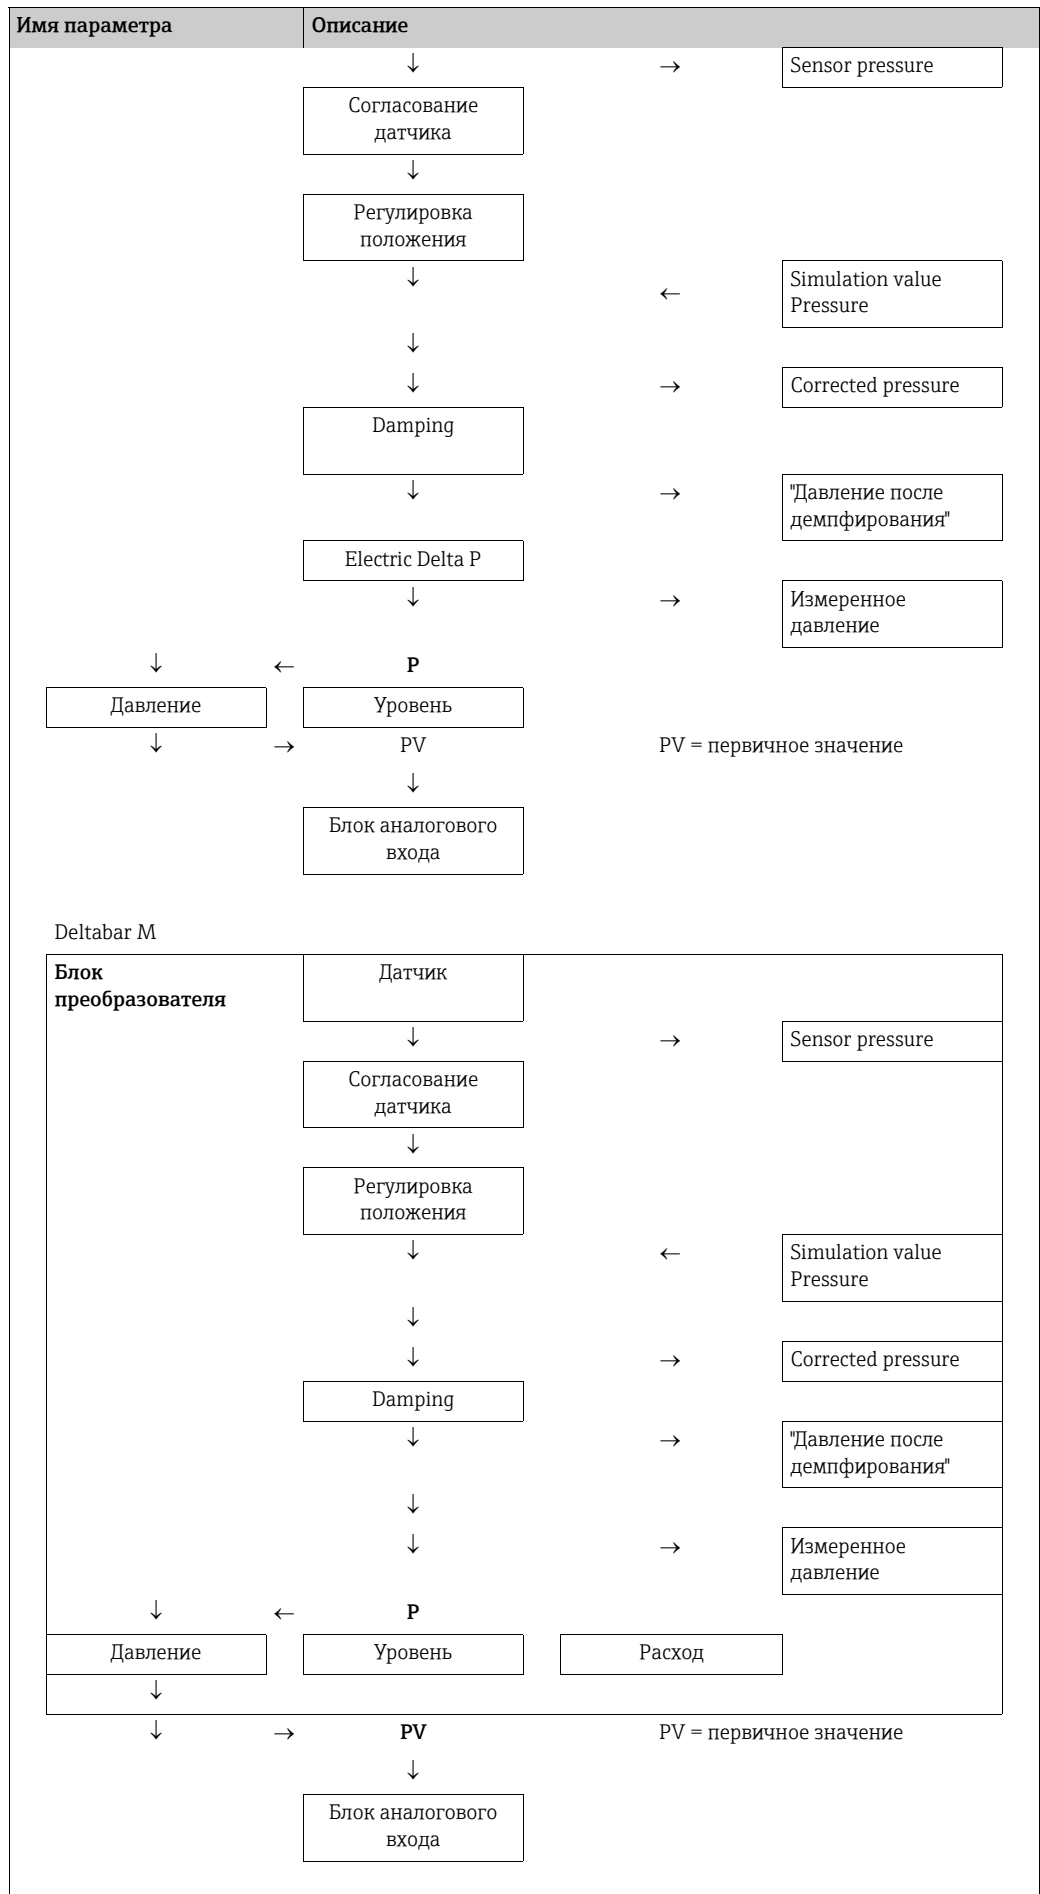 Имя параметра Описание
↓ → Sensor pressure
Согласование
датчика
↓
Регулировка
положения
↓ ← Simulation value
Pressure
↓
↓ → Corrected pressure
Damping
↓ → "Давление после
демпфирования"
Electric Delta P
↓ → Измеренное
давление
↓ ← P
Давление Уровень
↓ → PV PV = первичное значение
↓
Блок аналогового
входа
Deltabar M
Блок Датчик
преобразователя
↓ → Sensor pressure
Согласование
датчика
↓
Регулировка
положения
↓ ← Simulation value
Pressure
↓
↓ → Corrected pressure
Damping
↓ → "Давление после
демпфирования"
↓
↓ → Измеренное
давление
↓ ← P
Давление Уровень Расход
↓
↓ → PV PV = первичное значение
↓
Блок аналогового
входа